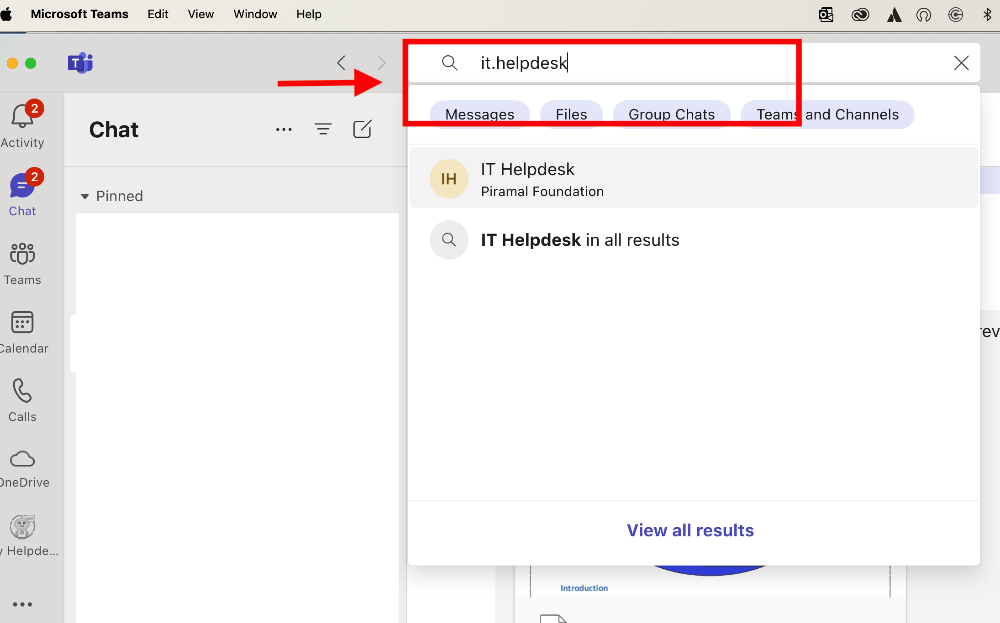 Microsoft Teams Edit View Window Help
T
it.helpdesk
Messages Files Group Chats Teams and Channels
2
Activity
Chat
2
Chat
Pinned
IH
IT Helpdesk
Piramal Foundation
IT Helpdesk in all results
Teams
Calendar
rev
Calls
OneDrive
y Helpde...
View all results
Introduction